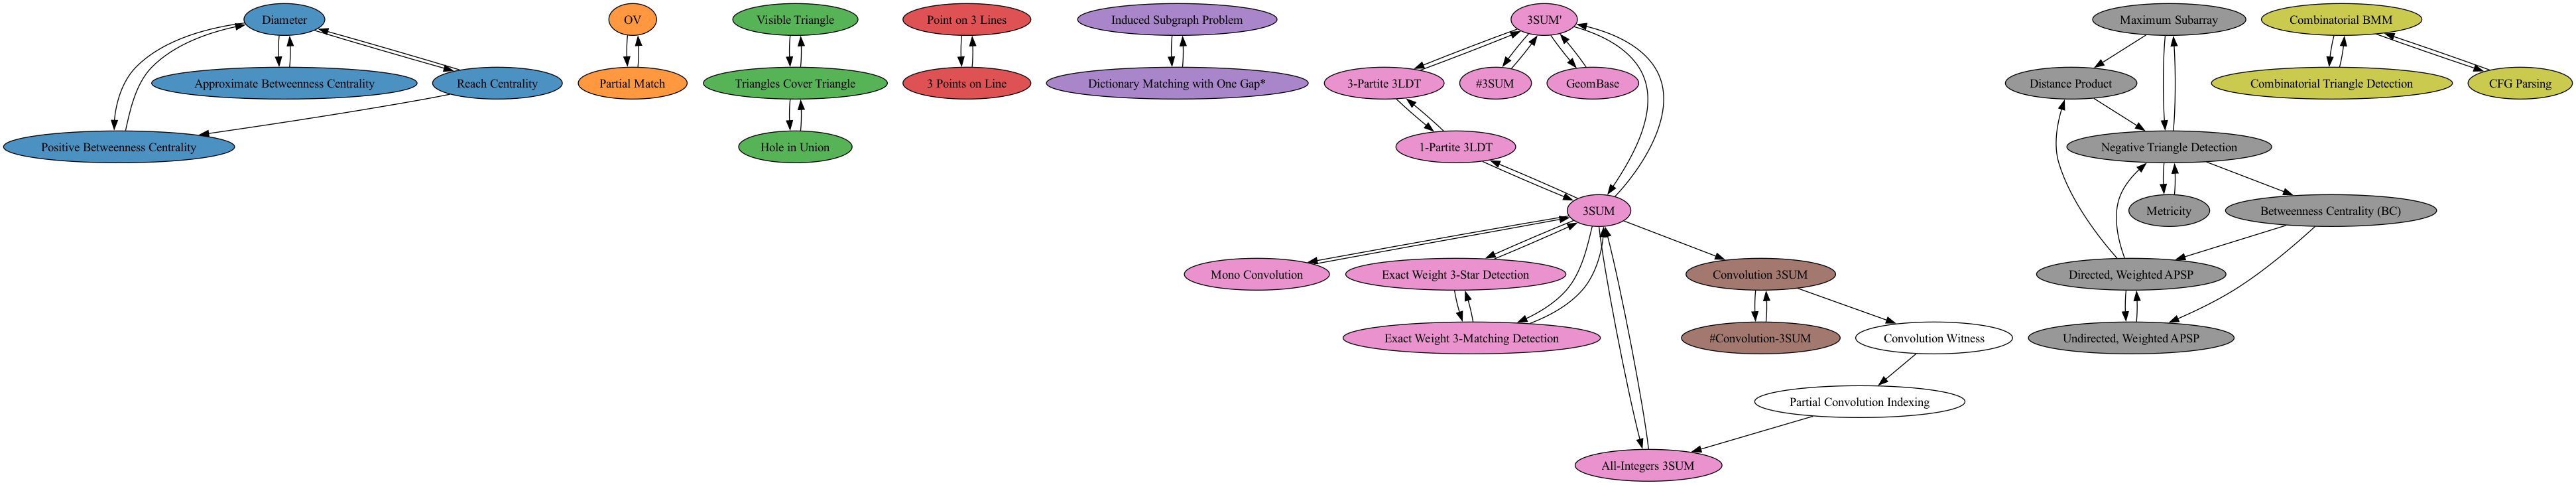 Diameter
OV
Visible Triangle
Point on 3 Lines
Induced Subgraph Problem
3SUM'
Maximum Subarray
Combinatorial BMM
Approximate Betweenness Centrality
Reach Centrality
Partial Match
Triangles Cover Triangle
3 Points on Line
Dictionary Matching with One Gap*
3-Partite 3LDT
#3SUM
GeomBase
Distance Product
Combinatorial Triangle Detection
CFG Parsing
Positive Betweenness Centrality
Hole in Union
1-Partite 3LDT
Negative Triangle Detection
3SUM
Metricity
Betweenness Centrality (BC)
Mono Convolution
Exact Weight 3-Star Detection
Convolution 3SUM
Directed, Weighted APSP
Exact Weight 3-Matching Detection
#Convolution-3SUM
Convolution Witness
Undirected, Weighted APSP
Partial Convolution Indexing
All-Integers 3SUM